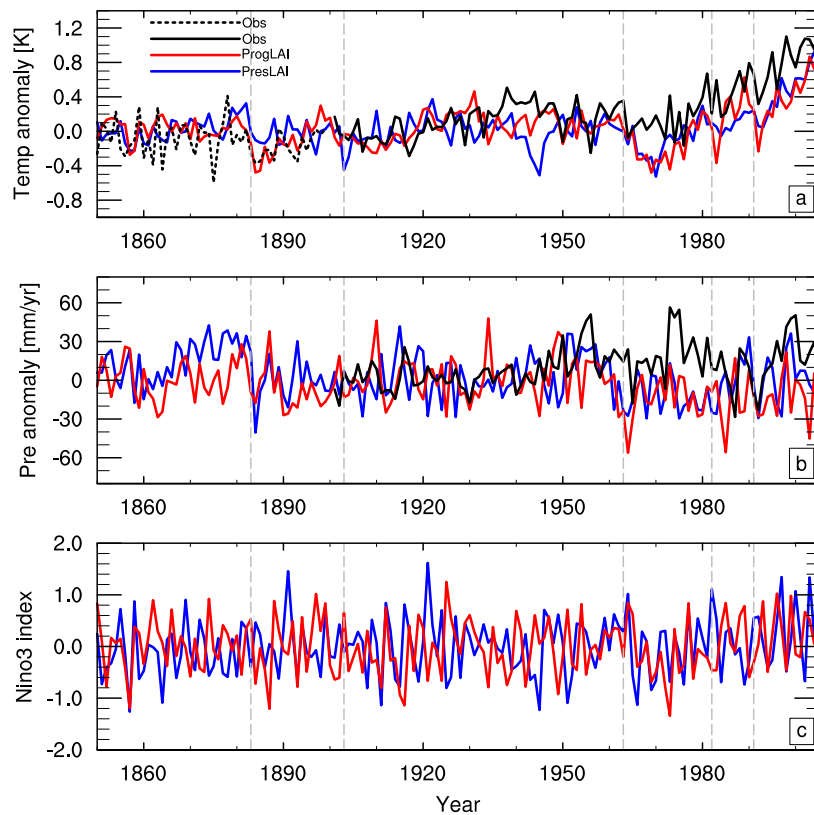 Obs
Obs
ProgLAI
PresLAI
Temp anomaly [K]
1.2
0.8
0.4
0.0
-0.4
-0.8
a
1860
1890
1920
1950
1980
Pre anomaly [mm/yr]
60
30
0
-30
-60
b
1860
1890
1920
1950
1980
Nino3 index
2.0
1.0
0.0
-1.0
-2.0
c
1860
1890
1920
1950
1980
Year